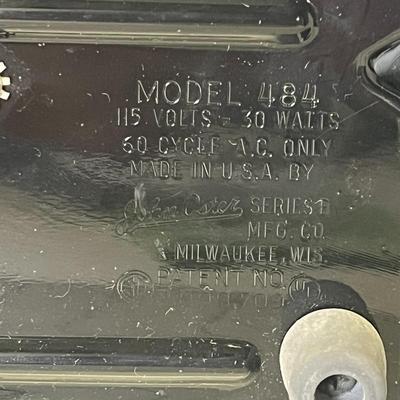 MODEL 484
115 VOLTS - 30 WATTS
60 CYCLE A.C. ONLY
MADE IN U.S.A. BY
John Oster SERIES
MFG. CO.
MILWAUKEE, WIS.
PATENT NO.
UL